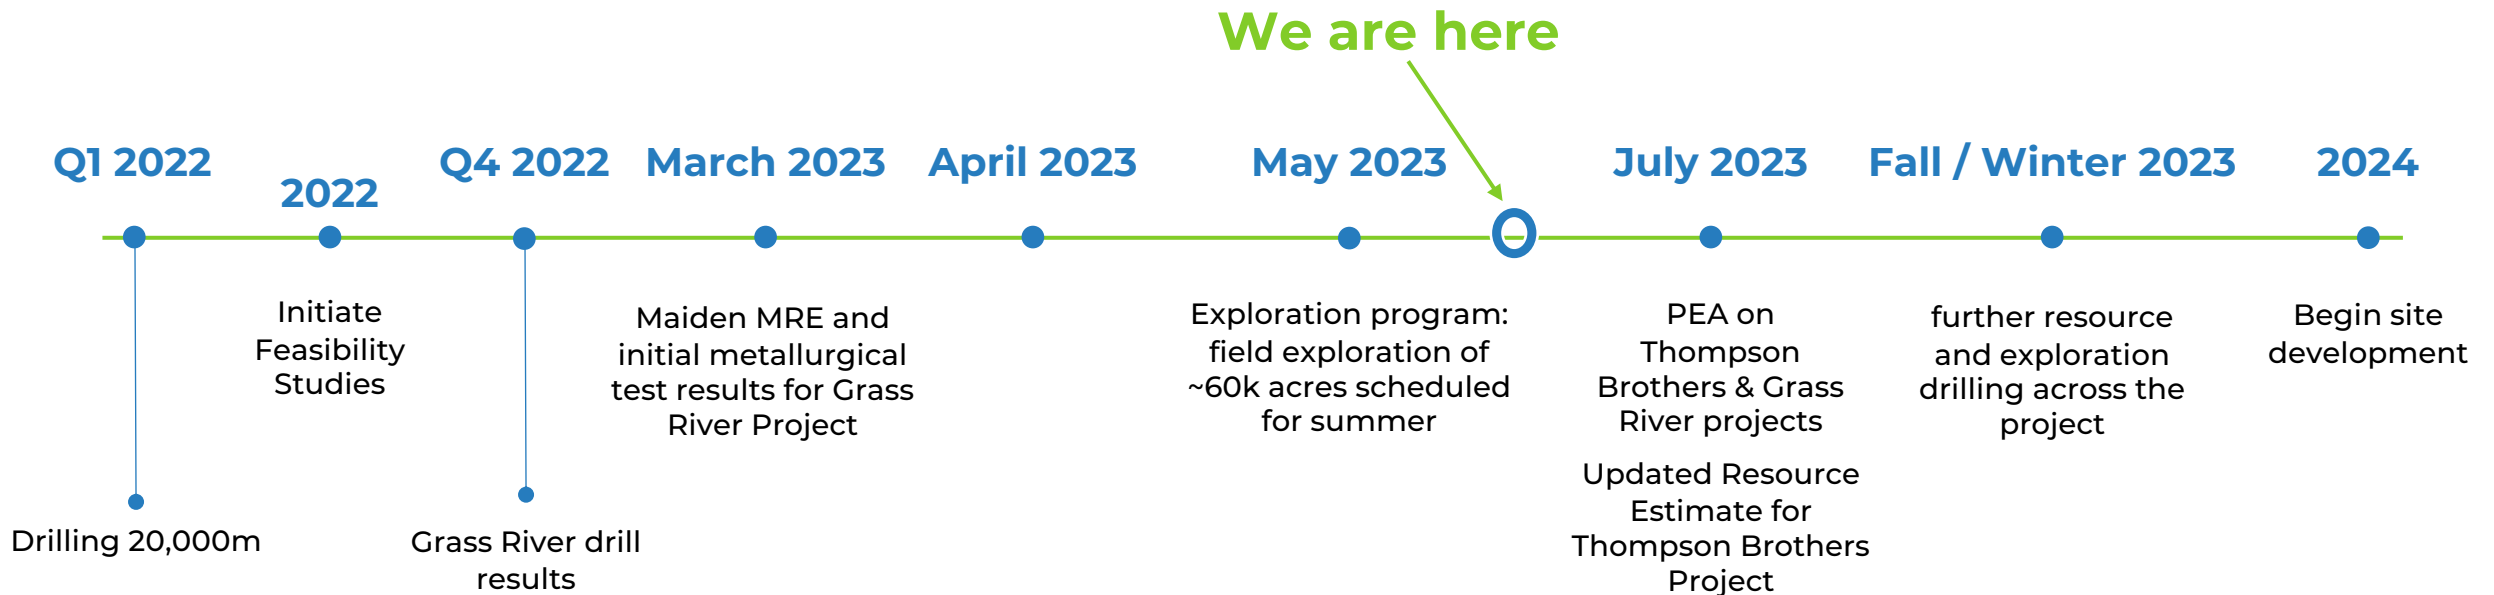 We are here
Q1 2022
2022
Q4 2022
March 2023
April 2023
May 2023
July 2023
Fall / Winter 2023
2024
Drilling 20,000m
Initiate
Feasibility
Studies
Grass River drill
results
Maiden MRE and
initial metallurgical
test results for Grass
River Project
Exploration program:
field exploration of
~60k acres scheduled
for summer
PEA on
Thompson
Brothers & Grass
River projects
Updated Resource
Estimate for
Thompson Brothers
Project
further resource
and exploration
drilling across the
project
Begin site
development